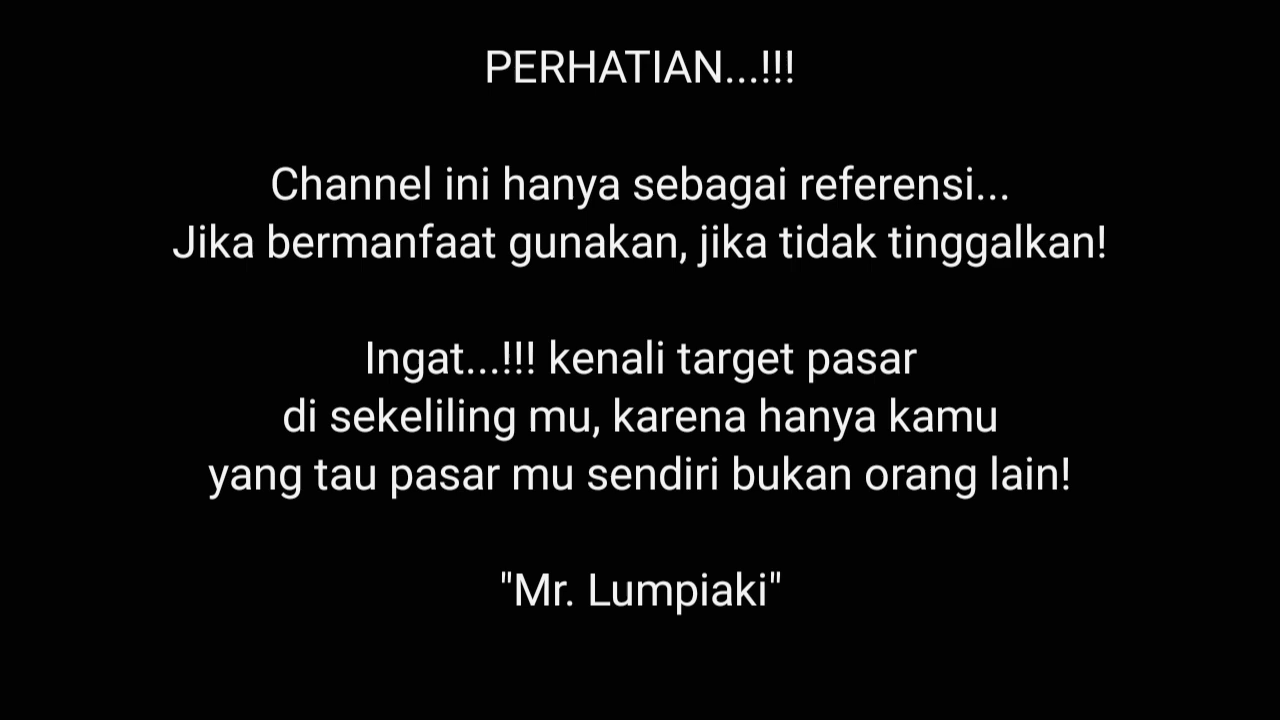 PERHATIAN...!!!
Channel ini hanya sebagai referensi...
Jika bermanfaat gunakan, jika tidak tinggalkan!
Ingat...!!! kenali target pasar
di sekeliling mu, karena hanya kamu
yang tau pasar mu sendiri bukan orang lain!
"Mr. Lumpiaki"